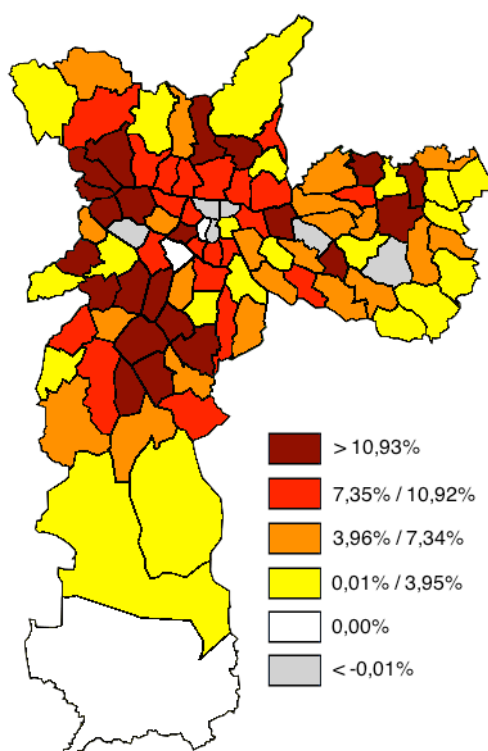 > 10,93%
7,35% / 10,92%
3,96% / 7,34%
0,01% / 3,95%
0,00%
< -0,01%